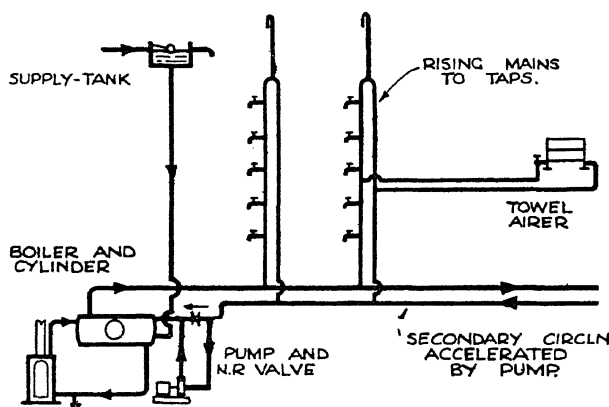 SUPPLY-TANK
RISING MAINS
TO TAPS.
TOWEL
AIRER
BOILER AND
CYLINDER
PUMP AND
N.R VALVE
SECONDARY CIRCLN
ACCELERATED
BY PUMP.